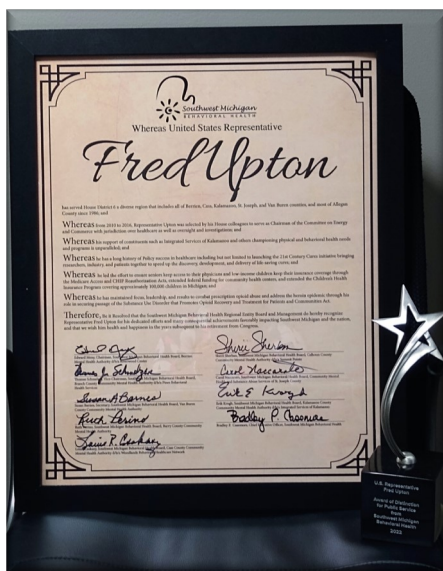 Southwest Michigan
BEHAVIORAL HEALTH
Whereas United States Representative
Fred Upton
has served House District 6 a diverse region that includes all of Berrien, Cass, Kalamazoo, St. Joseph, and Van Buren counties, and most of Allegan
County since 1986; and
Whereas from 2010 to 2016, Representative Upton was selected by his House colleagues to serve as Chairman of the Committee on Energy
and Commerce with jurisdiction over healthcare as well as oversight and investigations; and
Whereas his support of constituents such as Integrated Services of Kalamazoo and others championing physical and behavioral health needs
and programs is unparalleled; and
Whereas he has a long history of Policy success in healthcare including but not limited to launching the 21st Century Cures initiative bringing
researchers, industry, and patients together to speed up the discovery, development, and delivery of life-saving cures; and
Whereas he led the effort to ensure seniors keep access to their physicians and low-income children keep their insurance coverage through
the Medicare Access and CHIP Reauthorization Act, extended federal funding for community health centers, and extended the Children's Health
Insurance Program covering approximately 100,000 children in Michigan; and
Whereas he has maintained focus, leadership, and results to combat prescription opioid abuse and address the heroin epidemic through his
role in securing passage of the Substance Use Disorder that Promotes Opioid Recovery and Treatment for Patients and Communities Act.
Therefore, be it Resolved that the Southwest Michigan Behavioral Health Regional Entity Board and Management do hereby recognize
Representative Fred Upton for his dedicated efforts and many consequential achievements favorably impacting Southwest Michigan and the nation,
and that we wish him health and happiness in the years subsequent to his retirement from Congress.
Susan Barnes
Erik Krogh
Bradley P. Casemore
U.S. Representative
Fred Upton
Award of Distinction
for Public Service
from
Southwest Michigan
Behavioral Health
2022